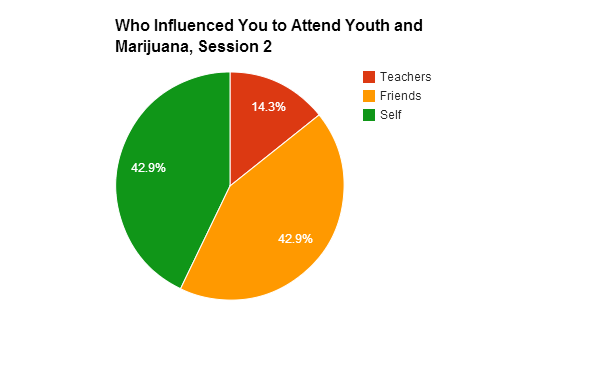 Who Influenced You to Attend Youth and
Marijuana, Session 2
Teachers
Friends
Self
14.3%
42.9%
42.9%